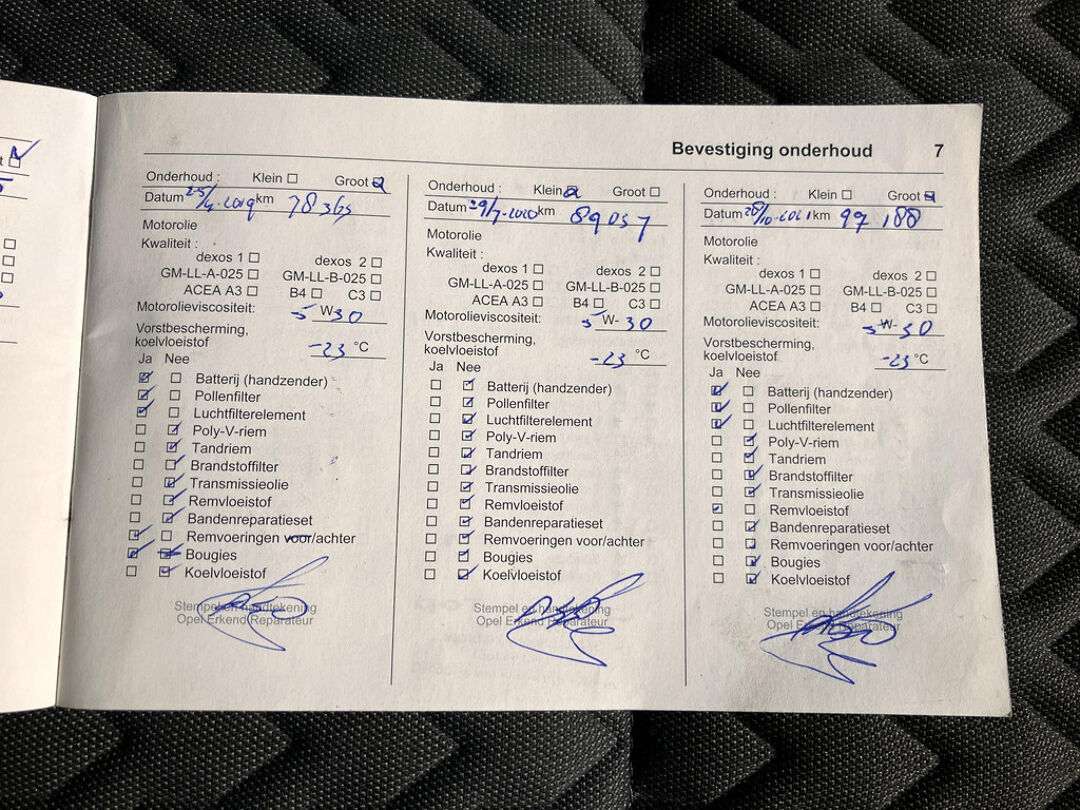 Bevestiging onderhoud 7
Onderhoud : Klein Groot
Datum 25/4-2019 km 78365
Motorolie
Kwaliteit :
dexos 1 dexos 2
GM-LL-A-025 GM-LL-B-025
ACEA A3 B4 C3
Motorolieviscositeit: 5 W 30
Vorstbescherming,
koelvloeistof -23 °C
Ja Nee
Batterij (handzender)
Pollenfilter
Luchtfilterelement
Poly-V-riem
Tandriem
Brandstoffilter
Transmissieolie
Remvloeistof
Bandenreparatieset
Remvoeringen voor/achter
Bougies
Koelvloeistof
Stempel en handtekening
Opel Erkend Reparateur
Onderhoud : Klein Groot
Datum 29/7-2020 km 89057
Motorolie
Kwaliteit :
dexos 1 dexos 2
GM-LL-A-025 GM-LL-B-025
ACEA A3 B4 C3
Motorolieviscositeit: 5 W- 30
Vorstbescherming,
koelvloeistof -23 °C
Ja Nee
Batterij (handzender)
Pollenfilter
Luchtfilterelement
Poly-V-riem
Tandriem
Brandstoffilter
Transmissieolie
Remvloeistof
Bandenreparatieset
Remvoeringen voor/achter
Bougies
Koelvloeistof
Stempel en handtekening
Opel Erkend Reparateur
Onderhoud : Klein Groot
Datum 28/10-2021 km 97188
Motorolie
Kwaliteit :
dexos 1 dexos 2
GM-LL-A-025 GM-LL-B-025
ACEA A3 B4 C3
Motorolieviscositeit: 5 W- 30
Vorstbescherming,
koelvloeistof -23 °C
Ja Nee
Batterij (handzender)
Pollenfilter
Luchtfilterelement
Poly-V-riem
Tandriem
Brandstoffilter
Transmissieolie
Remvloeistof
Bandenreparatieset
Remvoeringen voor/achter
Bougies
Koelvloeistof
Stempel en handtekening
Opel Erkend Reparateur